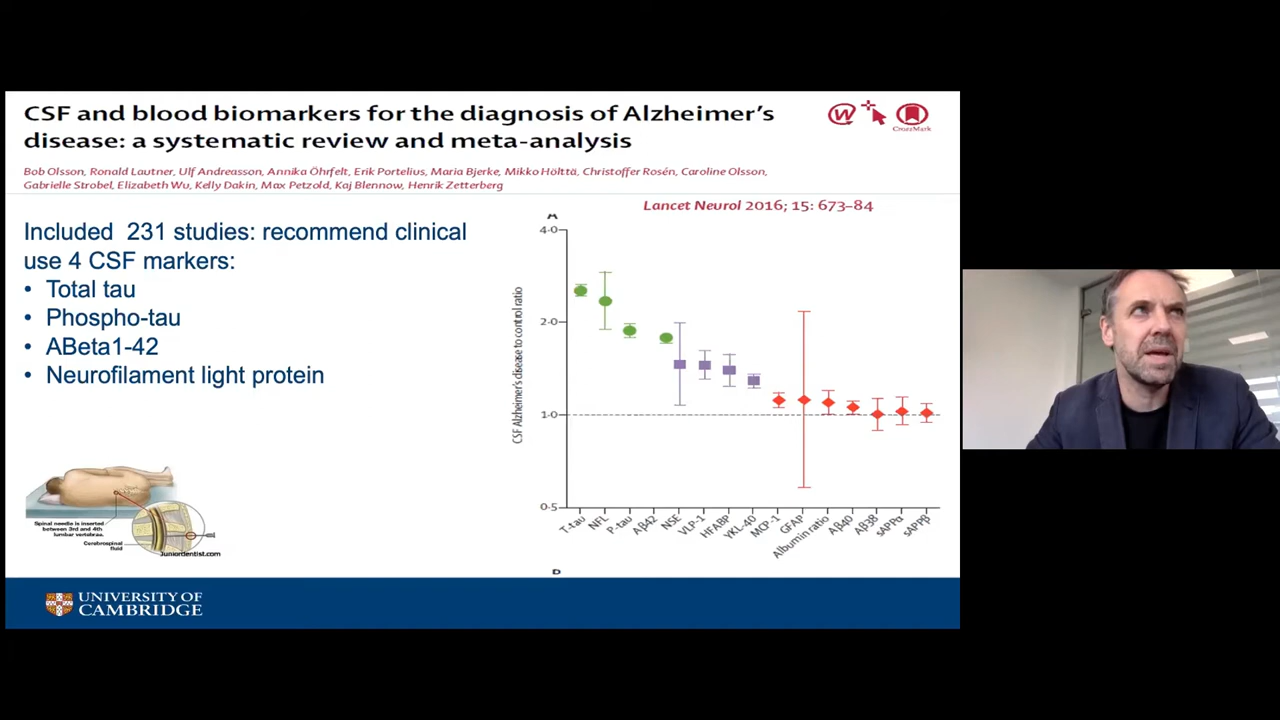 CSF and blood biomarkers for the diagnosis of Alzheimer's
disease: a systematic review and meta-analysis
W
CrossMark
Bob Olsson, Ronald Lautner, Ulf Andreasson, Annika Öhrfelt, Erik Portelius, Maria Bjerke, Mikko Hölttä, Christoffer Rosén, Caroline Olsson,
Gabrielle Strobel, Elizabeth Wu, Kelly Dakin, Max Petzold, Kaj Blennow, Henrik Zetterberg
Lancet Neurol 2016; 15: 673–84
Included 231 studies: recommend clinical
use 4 CSF markers:
• Total tau
• Phospho-tau
• ABeta1-42
• Neurofilament light protein
Spinal needle is inserted
between 3rd and 4th
lumbar vertebrae.
Cerebrospinal
fluid
Juniordentist.com
A
CSF Alzheimer's disease to control ratio
4·0
2·0
1·0
0·5
T-tau
NFL
P-tau
Aβ42
NSE
VLP-1
HFABP
YKL-40
MCP-1
GFAP
Albumin ratio
Aβ40
Aβ38
sAPPα
sAPPβ
UNIVERSITY OF
CAMBRIDGE